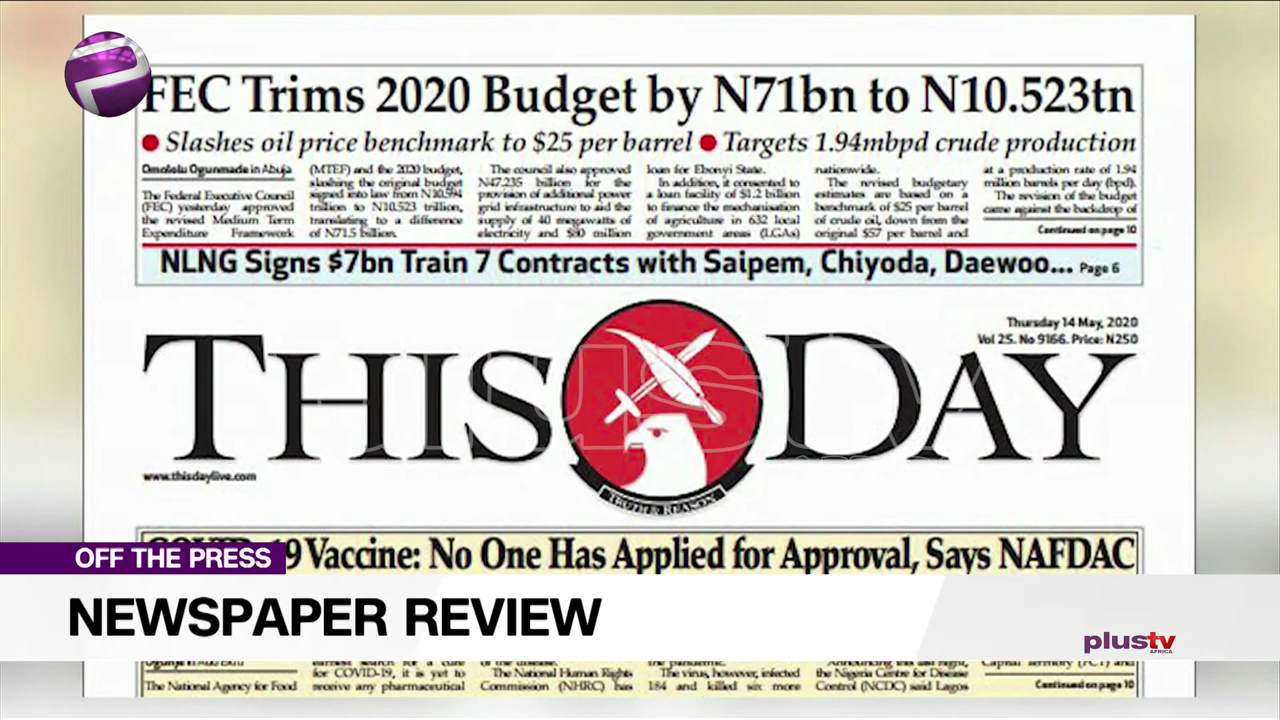 FEC Trims 2020 Budget by N71bn to N10.523tn
Slashes oil price benchmark to $25 per barrel Targets 1.94mbpd crude production
Omololu Ogunmade in Abuja
The Federal Executive Council
(FEC) yesterday approved
the revised Medium Term
Expenditure Framework
(MTEF) and the 2020 budget,
slashing the original budget
signed into law from N10.594
trillion to N10.523 trillion,
translating to a difference
of N71.5 billion.
The council also approved
N47.235 billion for the
provision of additional power
grid infrastructure to aid the
supply of 40 megawatts of
electricity and $80 million
loan for Ebonyi State.
In addition, it consented to
a loan facility of $1.2 billion
to finance the mechanisation
of agriculture in 632 local
government areas (LGAs)
nationwide.
The revised budgetary
estimates are based on a
benchmark of $25 per barrel
of crude oil, down from the
original $57 per barrel and
at a production rate of 1.94
million barrels per day (bpd).
The revision of the budget
came against the backdrop of
Continued on page 10
NLNG Signs $7bn Train 7 Contracts with Saipem, Chiyoda, Daewoo... Page 6
Thursday 14 May, 2020
Vol 25. No 9166. Price: N250
THISDAY
www.thisdaylive.com
TRUTH & REASON
9 Vaccine: No One Has Applied for Approval, Says NAFDAC
OFF THE PRESS
NEWSPAPER REVIEW
plustv
AFRICA
The National Agency for Food
for COVID-19, it is yet to
receive any pharmaceutical
of the disease.
The National Human Rights
Commission (NHRC) has
the pandemic.
The virus, however, infected
184 and killed six more
Announcing this last night,
the Nigeria Centre for Disease
Control (NCDC) said Lagos
Capital Territory (FCT) and
Continued on page 10